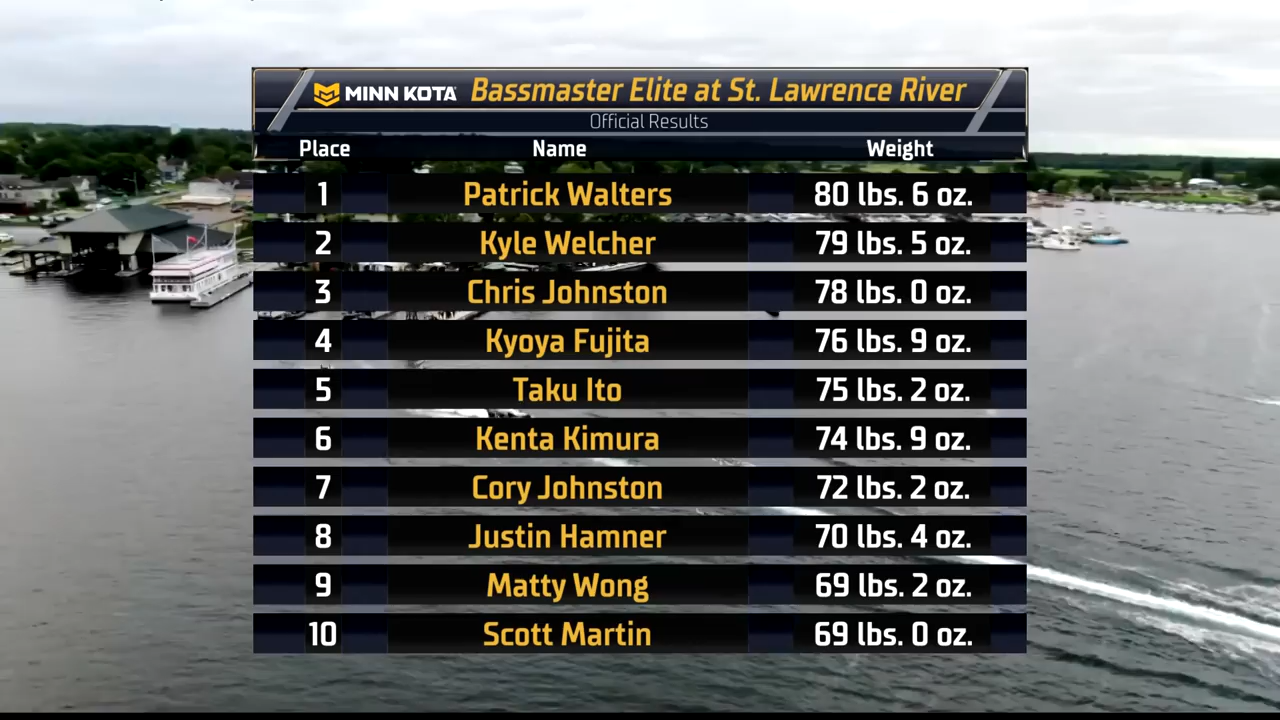 MINN KOTA Bassmaster Elite at St. Lawrence River
Official Results
Place Name Weight
1 Patrick Walters 80 lbs. 6 oz.
2 Kyle Welcher 79 lbs. 5 oz.
3 Chris Johnston 78 lbs. 0 oz.
4 Kyoya Fujita 76 lbs. 9 oz.
5 Taku Ito 75 lbs. 2 oz.
6 Kenta Kimura 74 lbs. 9 oz.
7 Cory Johnston 72 lbs. 2 oz.
8 Justin Hamner 70 lbs. 4 oz.
9 Matty Wong 69 lbs. 2 oz.
10 Scott Martin 69 lbs. 0 oz.